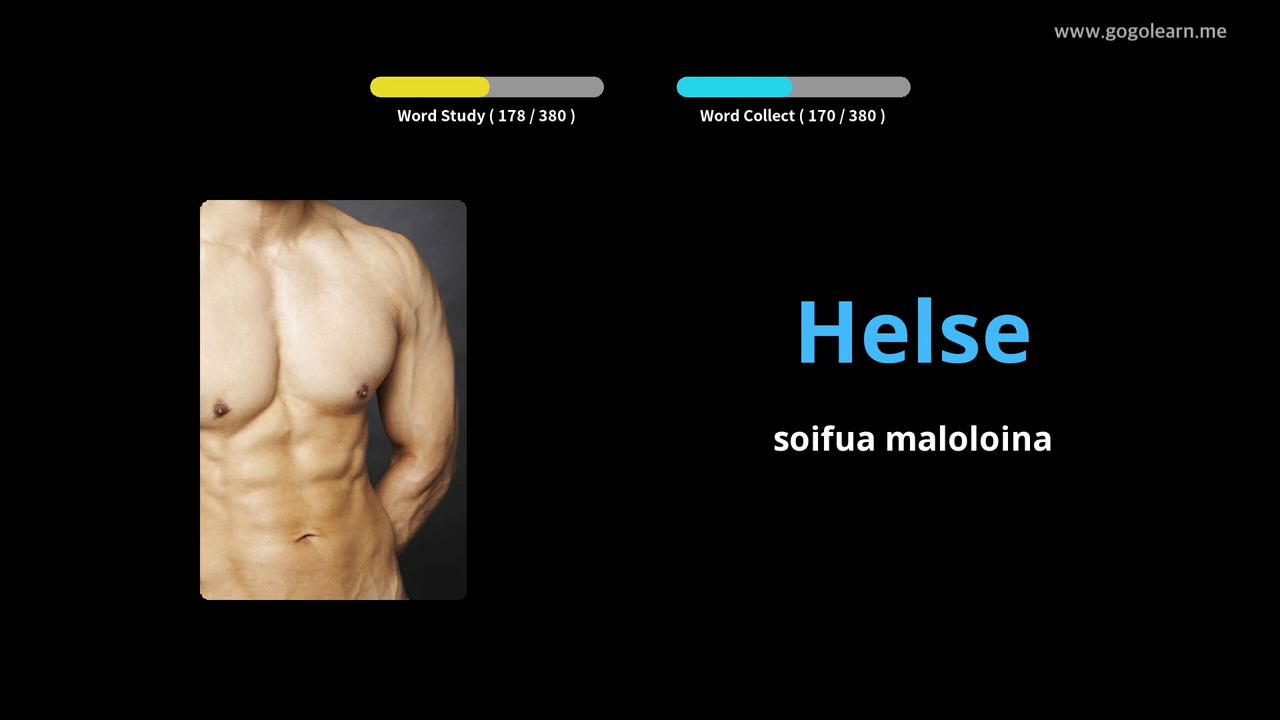 www.gogolearn.me
Word Study ( 178 / 380 )
Word Collect ( 170 / 380 )
Helse
soifua maloloina